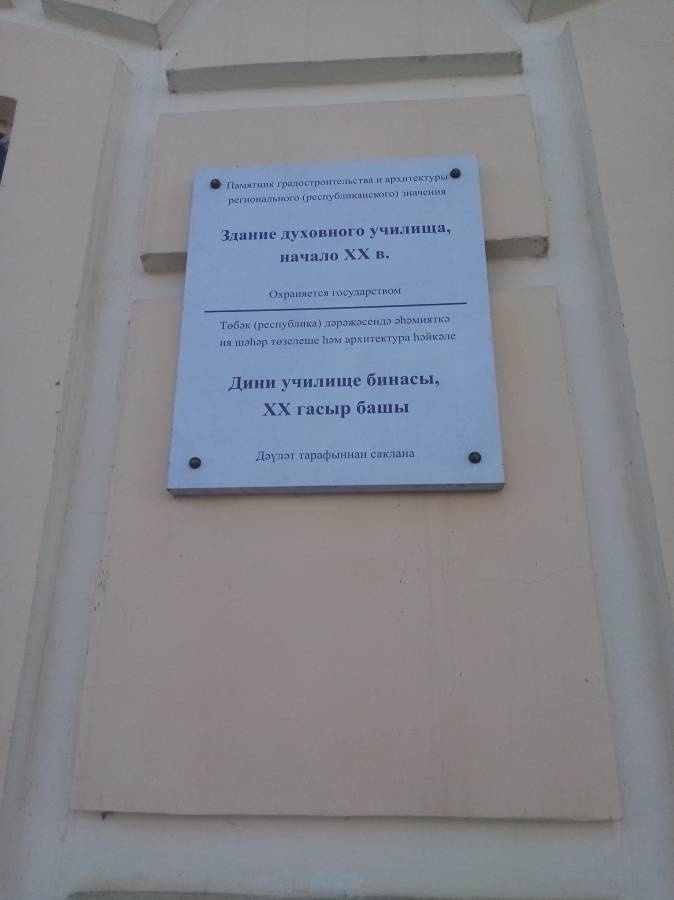 Памятник градостроительства и архитектуры
регионального (республиканского) значения
Здание духовного училища,
начало XX в.
Охраняется государством
Төбәк (республика) дәрәҗәсендә әһәмияткә
ия шәһәр төзелеше һәм архитектура һәйкәле
Дини училище бинасы,
XX гасыр башы
Дәүләт тарафыннан саклана